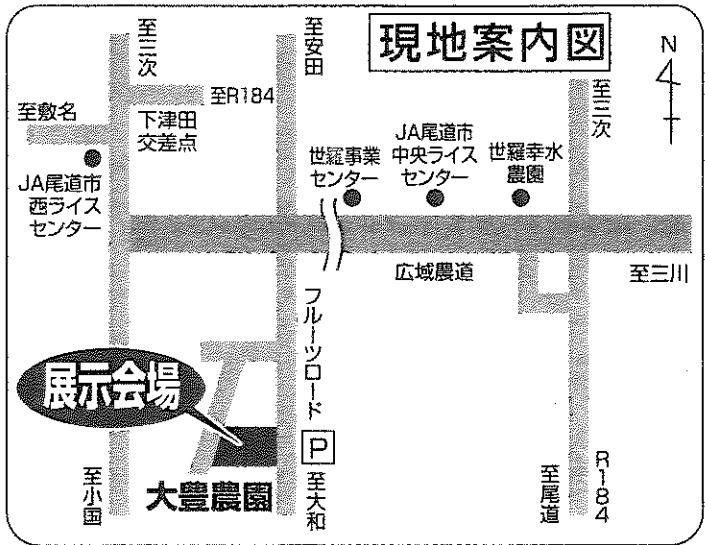 現地案内図
N
至三次
至安田
至三次
至R184
下津田
交差点
至敷名
JA尾道市
西ライス
センター
世羅事業
センター
JA尾道市
中央ライス
センター
世羅幸水
農園
広域農道
至三川
フルーツロード
展示会場
P
大豊農園
至小国
至大和
至尾道
R184